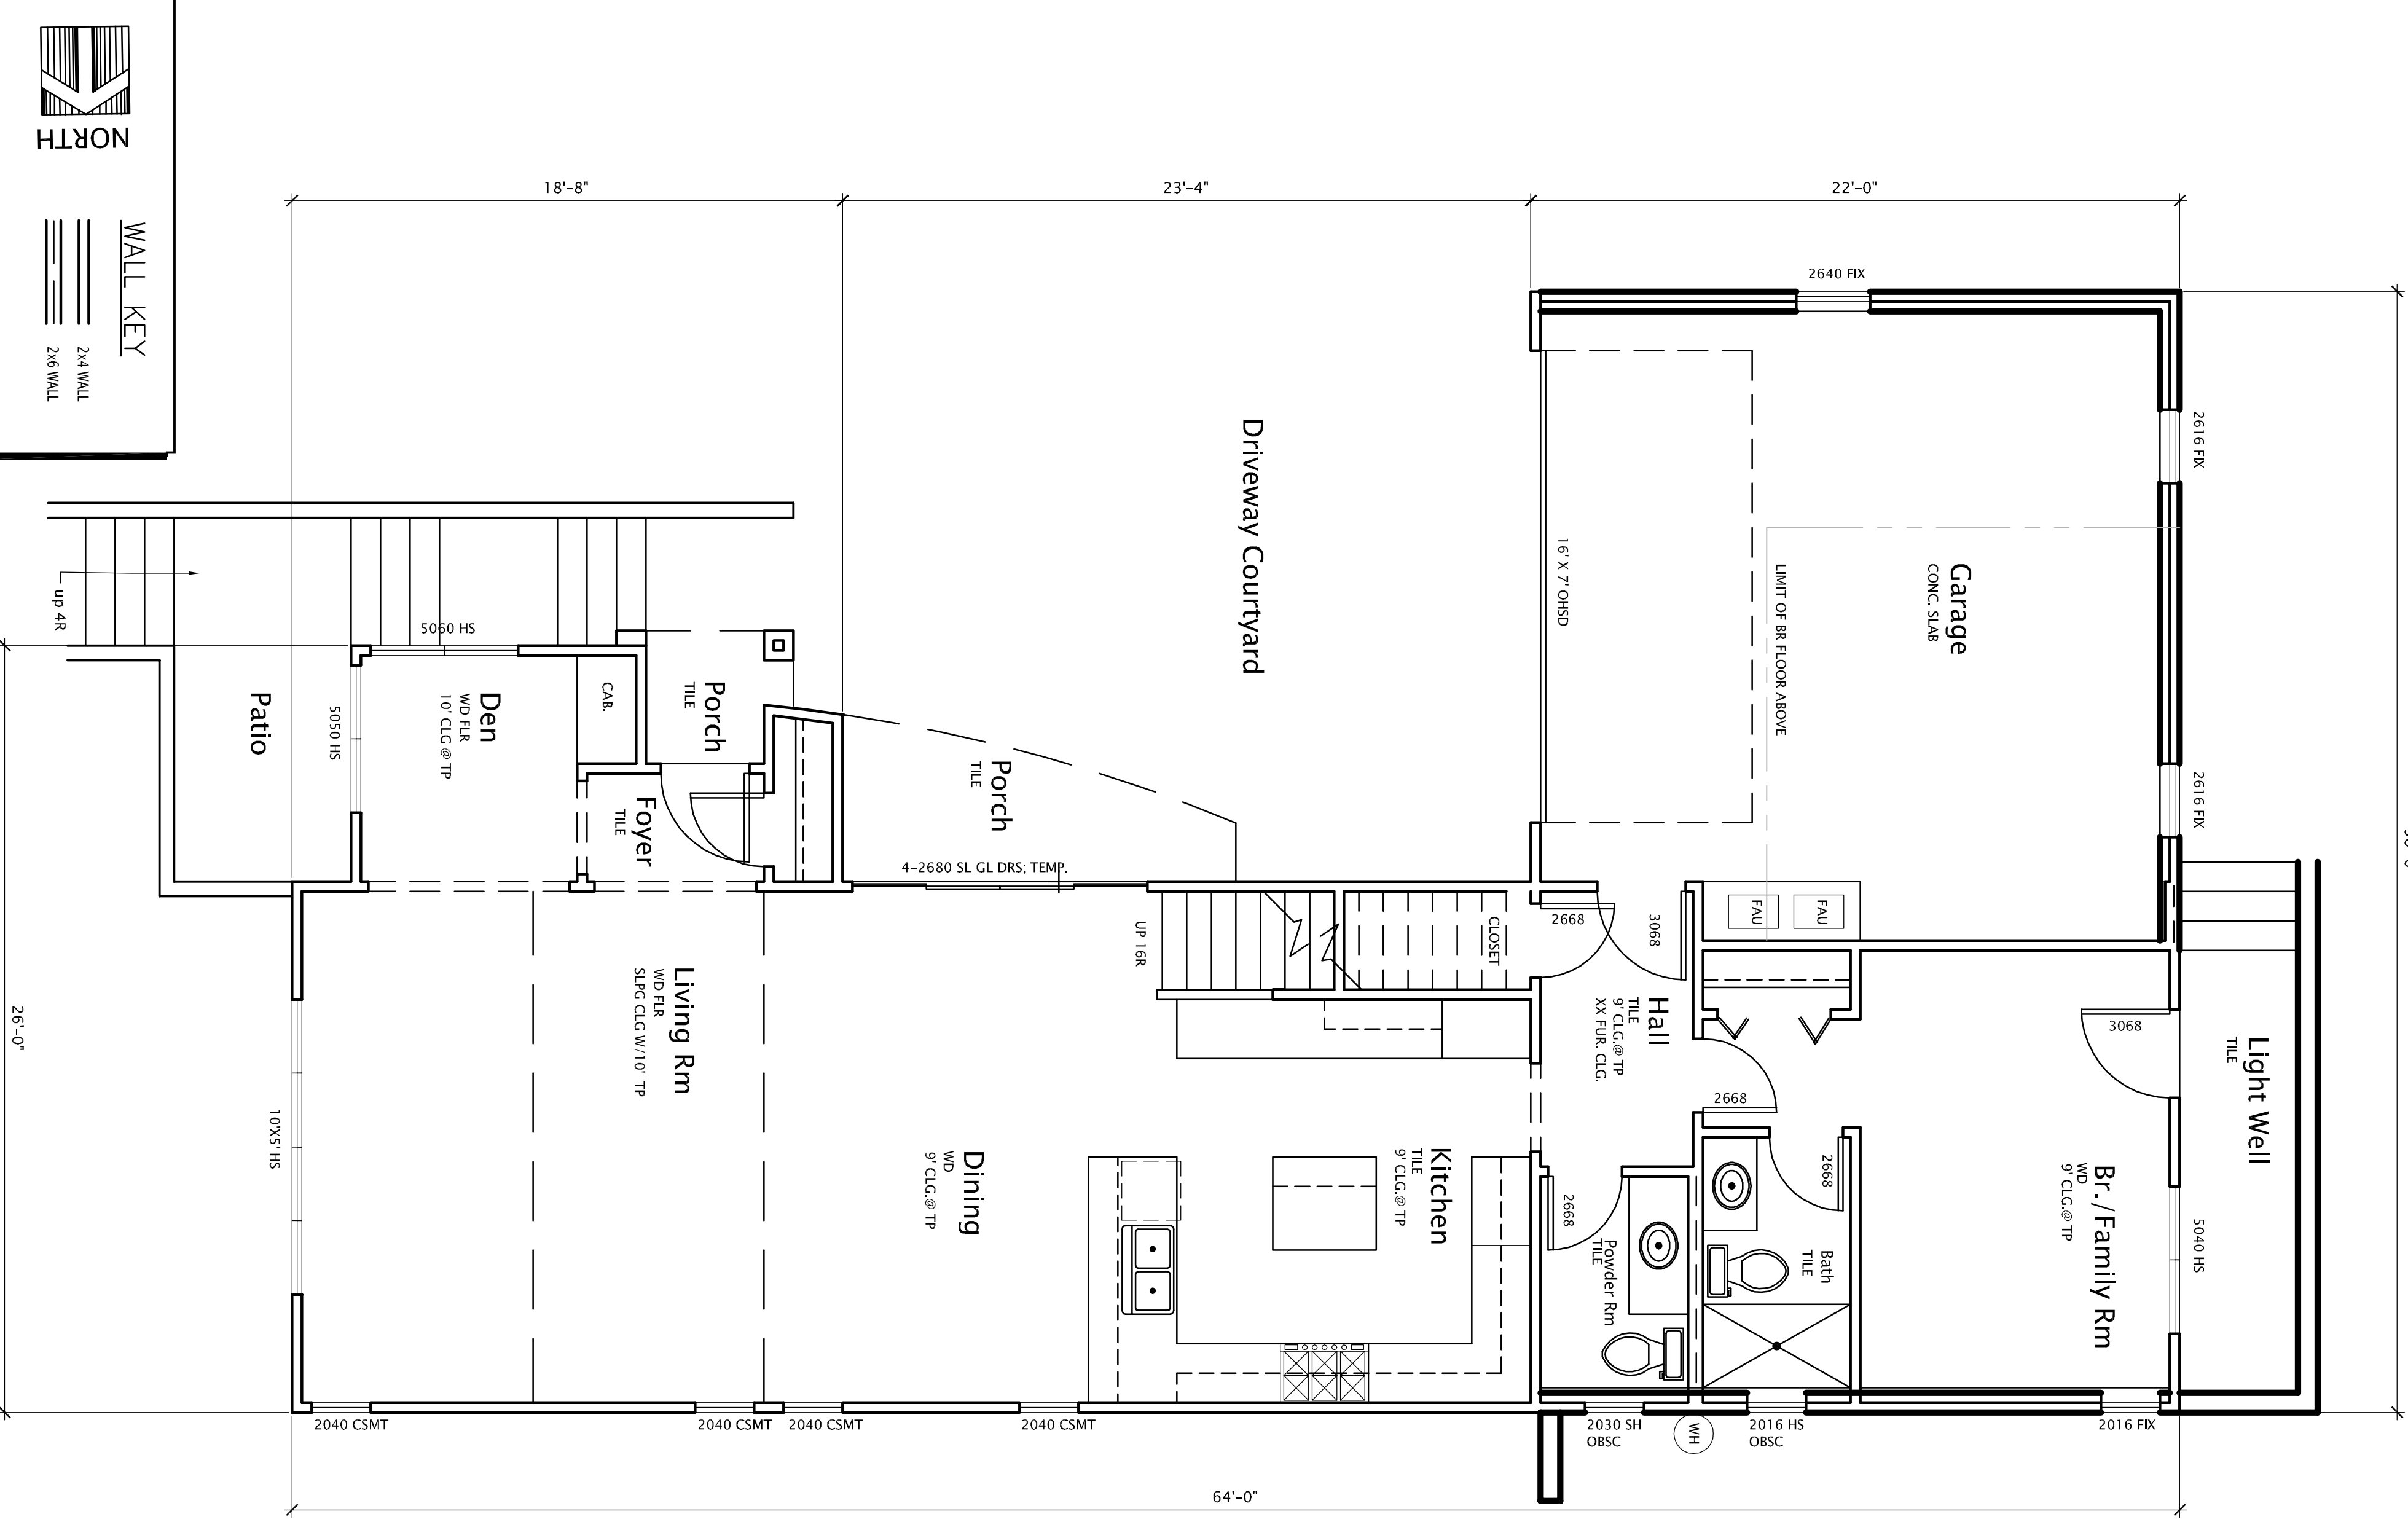 NORTH
WALL KEY
2x4 WALL
2x6 WALL
18'-8"
23'-4"
22'-0"
2640 FIX
2616 FIX
2616 FIX
Driveway Courtyard
16' X 7' OHSD
LIMIT OF BR FLOOR ABOVE
Garage
CONC. SLAB
up 4R
5060 HS
5050 HS
Patio
Den
WD FLR
10' CLG @ TP
CAB.
Porch
TILE
Foyer
TILE
Porch
TILE
4-2680 SL GL DRS; TEMP.
UP 16R
CLOSET
2668
3068
FAU
FAU
Hall
TILE
9' CLG.@ TP
XX FUR. CLG.
2668
3068
Light Well
TILE
Living Rm
WD FLR
SLPG CLG W/10' TP
Dining
WD
9' CLG.@ TP
Kitchen
TILE
9' CLG.@ TP
2668
Powder Rm
TILE
2668
Bath
TILE
Br./Family Rm
WD
9' CLG.@ TP
5040 HS
26'-0"
10'X5' HS
2040 CSMT
2040 CSMT
2040 CSMT
2040 CSMT
2030 SH
OBSC
WH
2016 HS
OBSC
2016 FIX
64'-0"